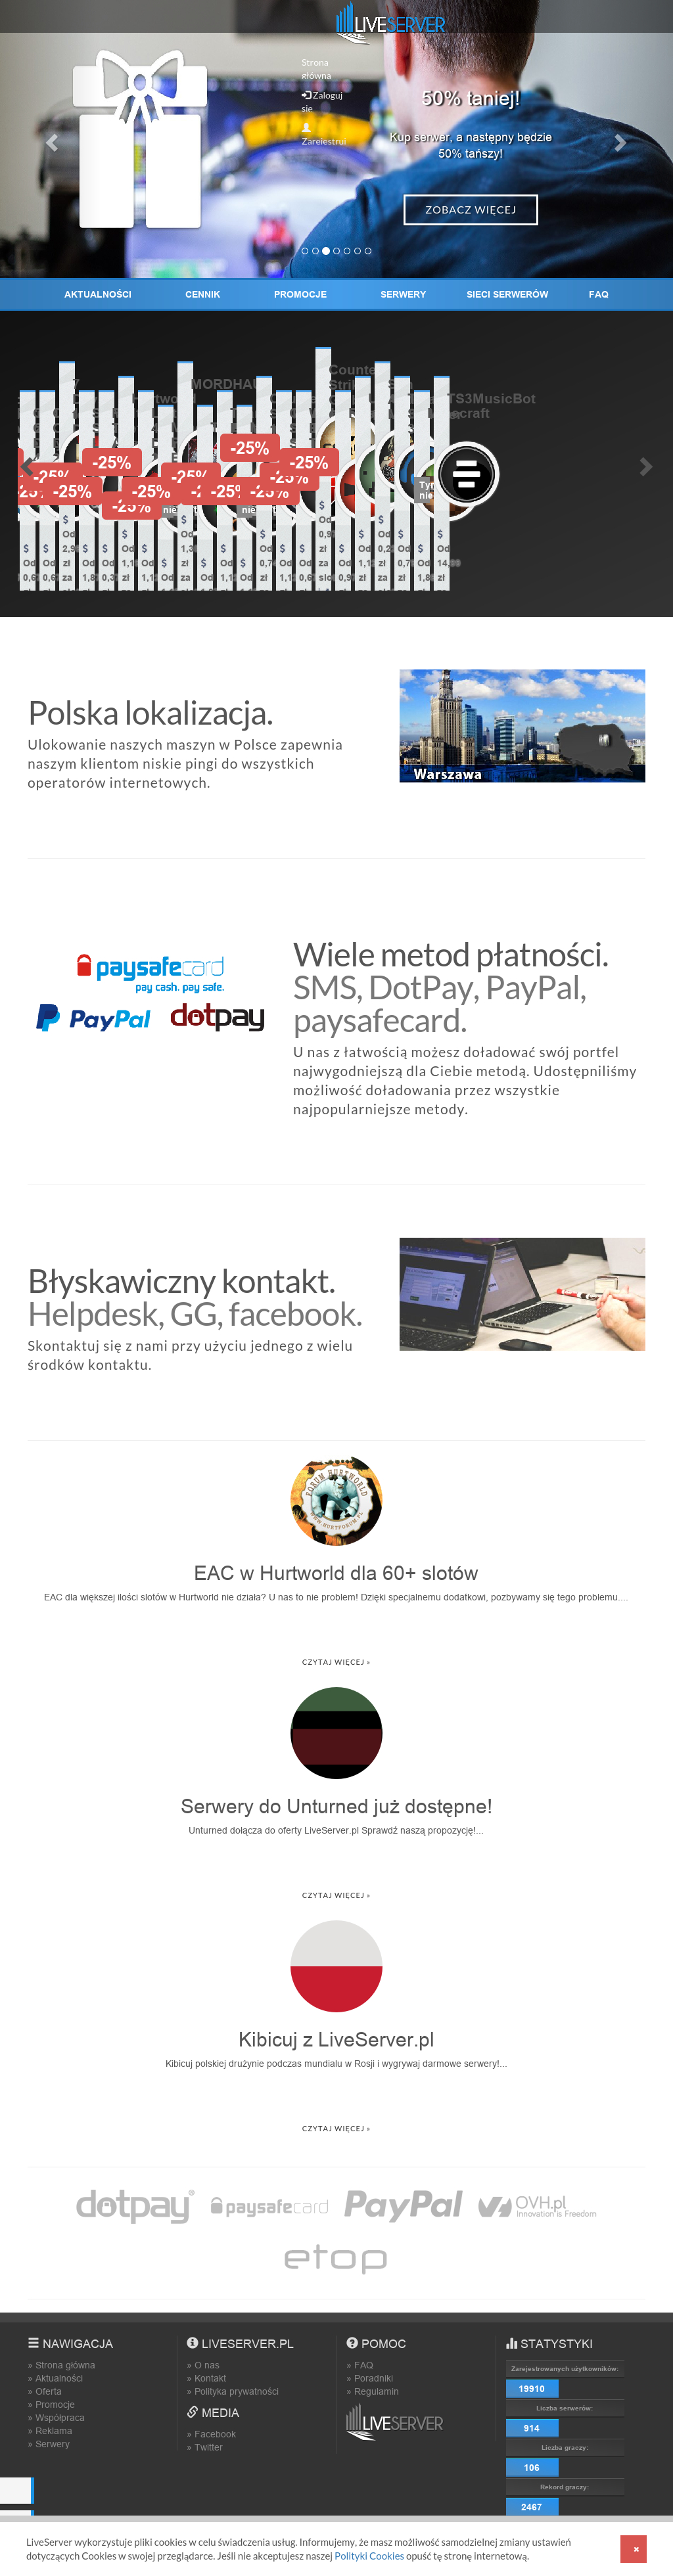 LIVESERVER
Strona
główna
Zaloguj
się
Zarejestruj
50% taniej!
Kup serwer, a następny będzie
50% tańszy!
ZOBACZ WIĘCEJ
AKTUALNOŚCI CENNIK PROMOCJE SERWERY SIECI SERWERÓW FAQ
TS3MusicBot
-25%
-25%
-25%
-25%
-25%
-25%
-25%
Polska lokalizacja.
Ulokowanie naszych maszyn w Polsce zapewnia
naszym klientom niskie pingi do wszystkich
operatorów internetowych.
Warszawa
paysafecard
pay cash. pay safe.
PayPal dotpay
Wiele metod płatności.
SMS, DotPay, PayPal,
paysafecard.
U nas z łatwością możesz doładować swój portfel
najwygodniejszą dla Ciebie metodą. Udostępniliśmy
możliwość doładowania przez wszystkie
najpopularniejsze metody.
Błyskawiczny kontakt.
Helpdesk, GG, facebook.
Skontaktuj się z nami przy użyciu jednego z wielu
środków kontaktu.
FORUM HURTWORLD
WWW.HURTFORUM.PL
EAC w Hurtworld dla 60+ slotów
EAC dla większej ilości slotów w Hurtworld nie działa? U nas to nie problem! Dzięki specjalnemu dodatkowi, pozbywamy się tego problemu....
CZYTAJ WIĘCEJ »
Serwery do Unturned już dostępne!
Unturned dołącza do oferty LiveServer.pl Sprawdź naszą propozycję!...
CZYTAJ WIĘCEJ »
Kibicuj z LiveServer.pl
Kibicuj polskiej drużynie podczas mundialu w Rosji i wygrywaj darmowe serwery!...
CZYTAJ WIĘCEJ »
dotpay® paysafecard PayPal OVH.pl
Innovation is Freedom
etop
NAWIGACJA
» Strona główna
» Aktualności
» Oferta
» Promocje
» Współpraca
» Reklama
» Serwery
LIVESERVER.PL
» O nas
» Kontakt
» Polityka prywatności
MEDIA
» Facebook
» Twitter
POMOC
» FAQ
» Poradniki
» Regulamin
LIVESERVER
STATYSTYKI
Zarejestrowanych użytkowników:
19910
Liczba serwerów:
914
Liczba graczy:
106
Rekord graczy:
2467
LiveServer wykorzystuje pliki cookies w celu świadczenia usług. Informujemy, że masz możliwość samodzielnej zmiany ustawień
dotyczących Cookies w swojej przeglądarce. Jeśli nie akceptujesz naszej Polityki Cookies opuść tę stronę internetową.